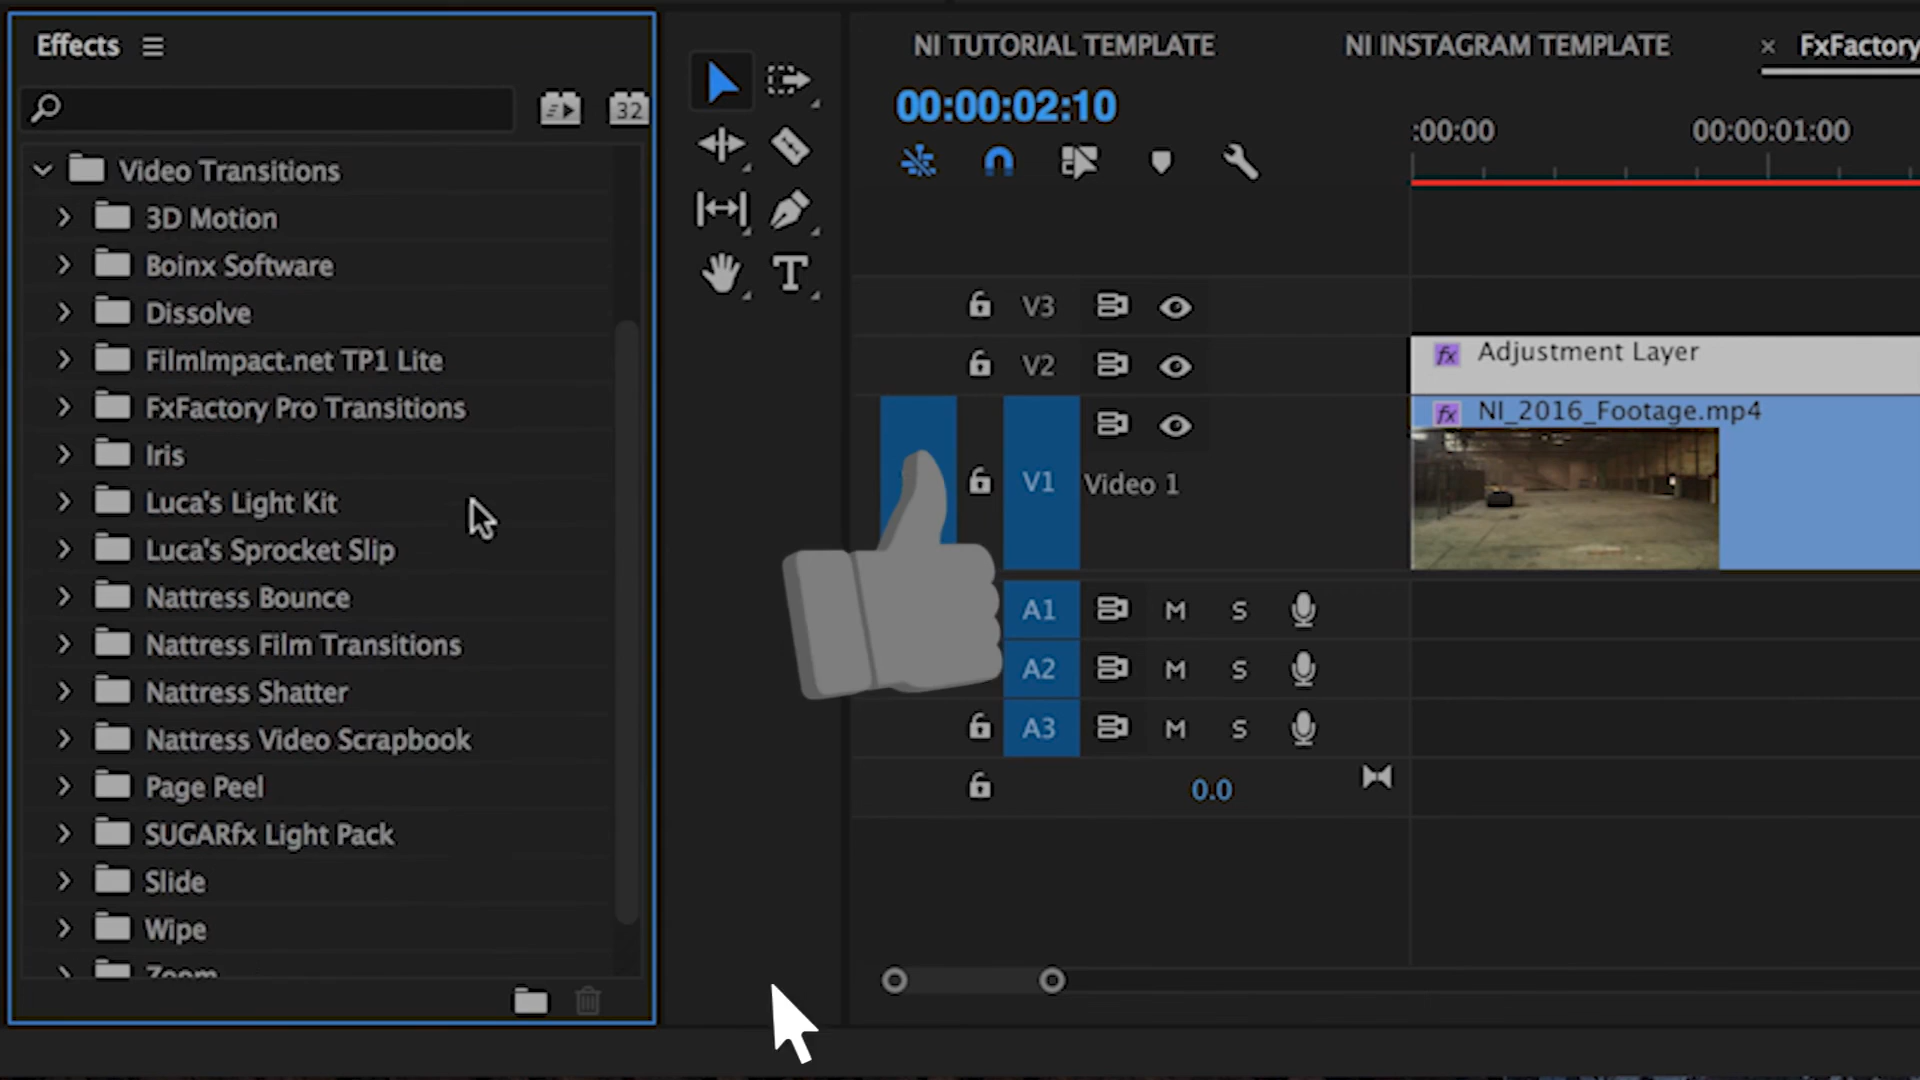 Effects
32
Video Transitions
3D Motion
Boinx Software
Dissolve
FilmImpact.net TP1 Lite
FxFactory Pro Transitions
Iris
Luca's Light Kit
Luca's Sprocket Slip
Nattress Bounce
Nattress Film Transitions
Nattress Shatter
Nattress Video Scrapbook
Page Peel
SUGARfx Light Pack
Slide
Wipe
Zoom
T
NI TUTORIAL TEMPLATE
NI INSTAGRAM TEMPLATE
× FxFactory
00:00:02:10
:00:00
00:00:01:00
V3
V2
fx Adjustment Layer
fx NI_2016_Footage.mp4
V1 Video 1
A1 M S
A2 M S
A3 M S
0.0